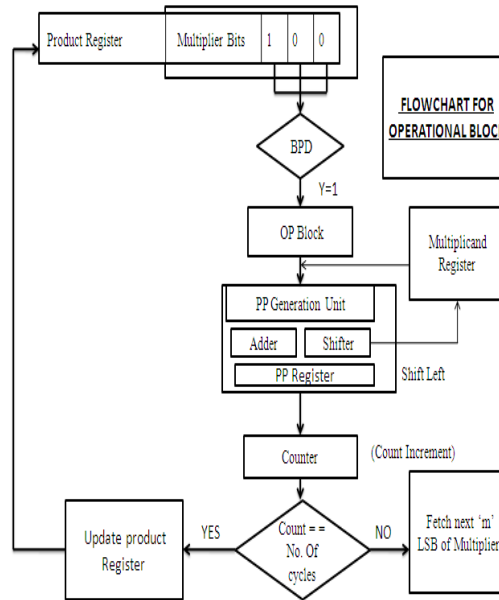 Product Register Multiplier Bits 1 0 0
FLOWCHART FOR
OPERATIONAL BLOCK
BPD
Y=1
OP Block
Multiplicand
Register
PP Generation Unit
Adder Shifter
PP Register
Shift Left
Counter
(Count Increment)
Count = =
No. Of
cycles
YES
NO
Update product
Register
Fetch next ‘m’
LSB of Multiplier